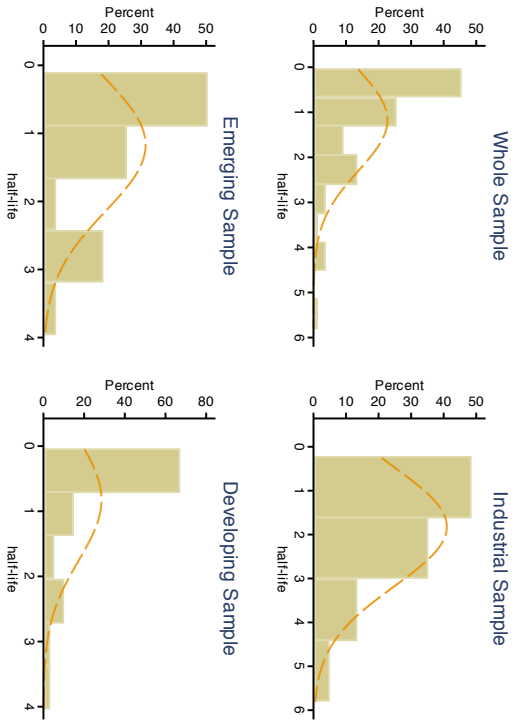 Whole Sample
Percent
0 10 20 30 40 50
0 1 2 3 4 5 6
half-life
Industrial Sample
Percent
0 10 20 30 40 50
0 1 2 3 4 5 6
half-life
Emerging Sample
Percent
0 10 20 30 40 50
0 1 2 3 4
half-life
Developing Sample
Percent
0 20 40 60 80
0 1 2 3 4
half-life